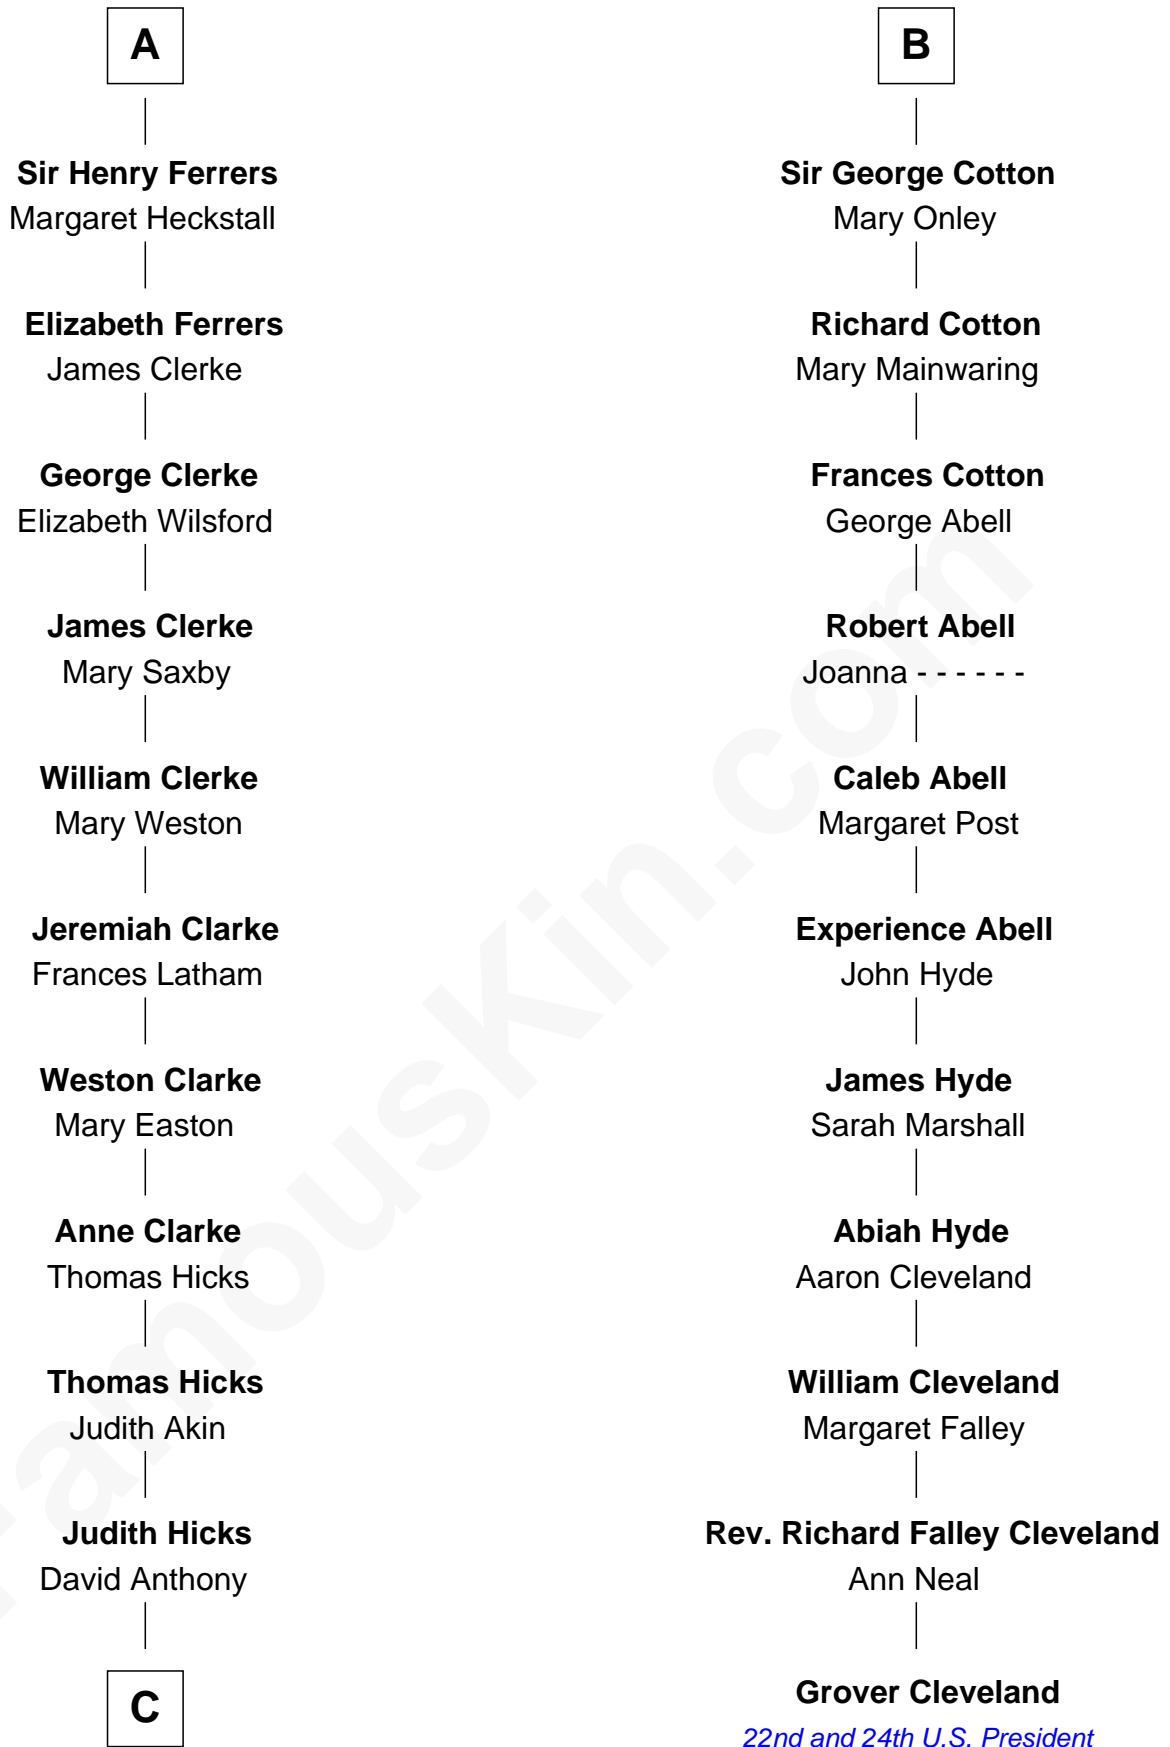 A
Sir Henry Ferrers
Margaret Heckstall
Elizabeth Ferrers
James Clerke
George Clerke
Elizabeth Wilsford
James Clerke
Mary Saxby
William Clerke
Mary Weston
Jeremiah Clarke
Frances Latham
Weston Clarke
Mary Easton
Anne Clarke
Thomas Hicks
Thomas Hicks
Judith Akin
Judith Hicks
David Anthony
C
B
Sir George Cotton
Mary Onley
Richard Cotton
Mary Mainwaring
Frances Cotton
George Abell
Robert Abell
Joanna - - - - - -
Caleb Abell
Margaret Post
Experience Abell
John Hyde
James Hyde
Sarah Marshall
Abiah Hyde
Aaron Cleveland
William Cleveland
Margaret Falley
Rev. Richard Falley Cleveland
Ann Neal
Grover Cleveland
22nd and 24th U.S. President
FamousKin.com